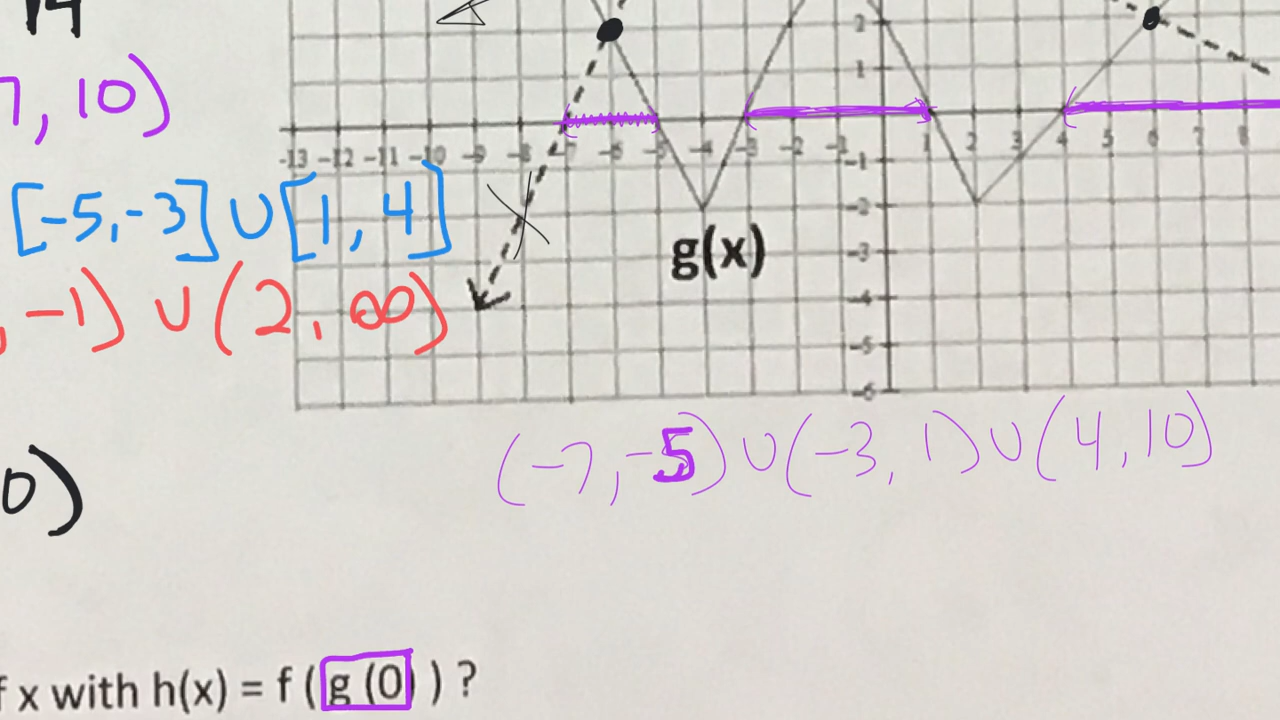 14
7, 10)
2
1
-13 -12 -11 -10 -9 -8 -7 -6 -5 -4 -3 -2 -1 1 2 3 4 5 6 7 8
-1
[-5, -3] ∪ [1, 4]
-2
g(x)
-3
, -1) ∪ (2, ∞)
-4
-5
-6
(-7, -5) ∪ (-3, 1) ∪ (4, 10)
0)
f x with h(x) = f ( g (0) ) ?